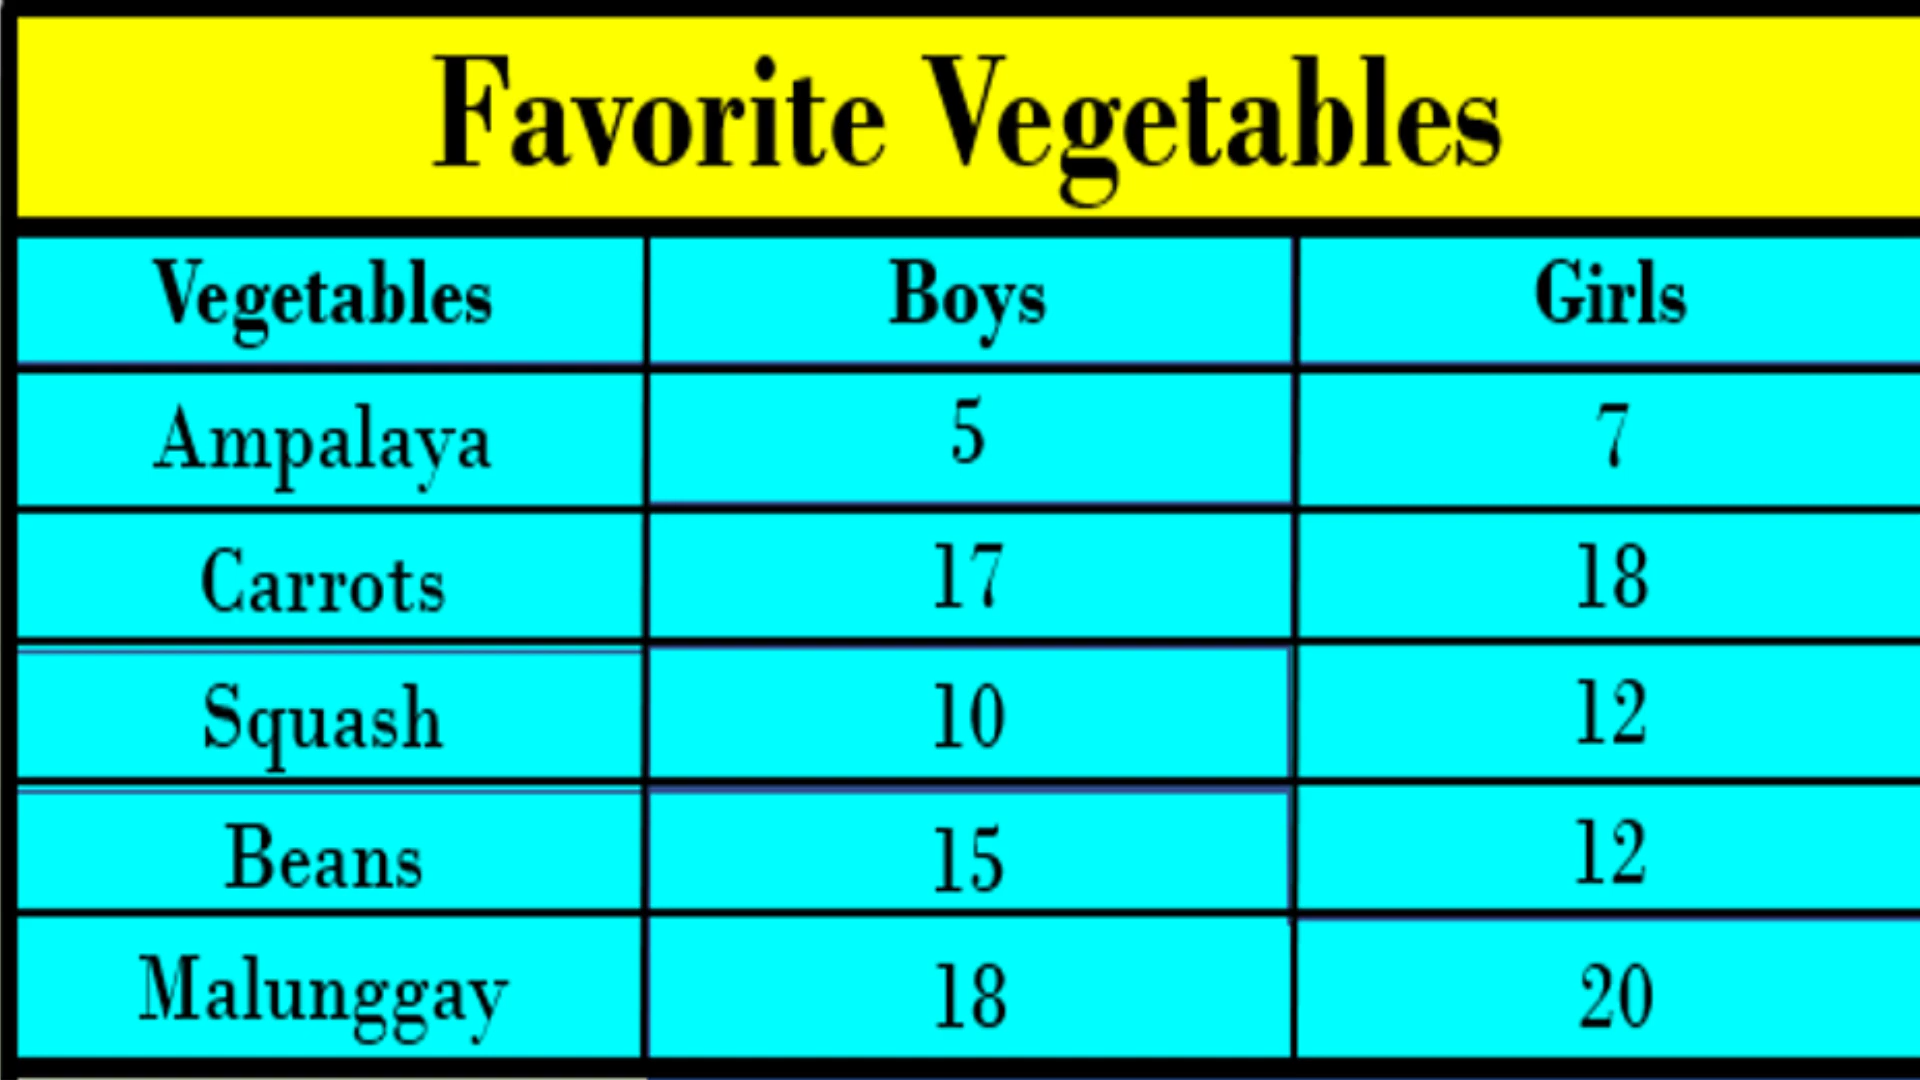 Favorite Vegetables
Vegetables Boys Girls
Ampalaya 5 7
Carrots 17 18
Squash 10 12
Beans 15 12
Malunggay 18 20